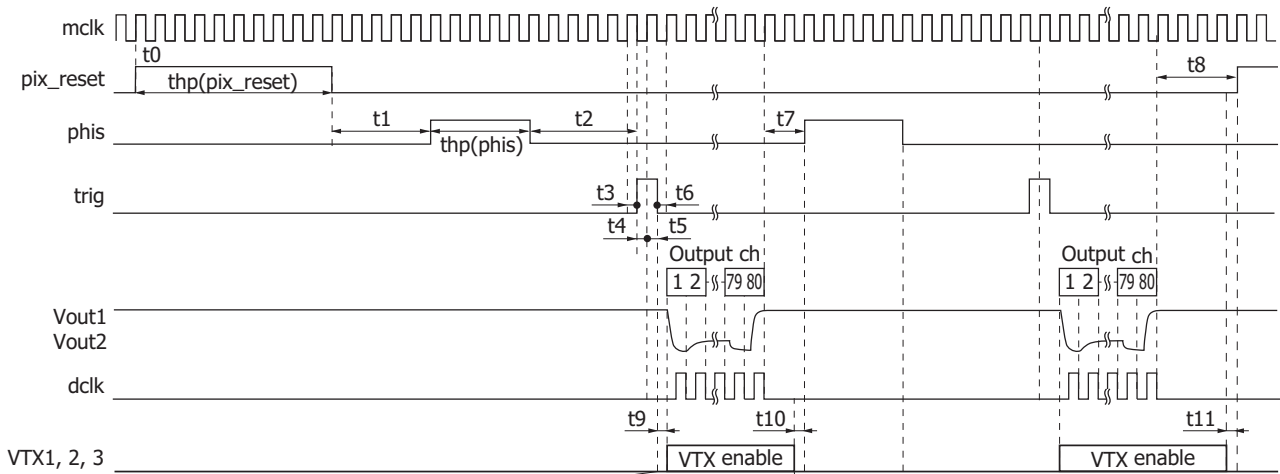 mclk
t0
pix_reset
thp(pix_reset)
t8
phis
t1
thp(phis)
t2
t7
trig
t3
t6
t4
t5
Output ch
1 2
79 80
Output ch
1 2
79 80
Vout1
Vout2
dclk
t9
t10
t11
VTX1, 2, 3
VTX enable
VTX enable